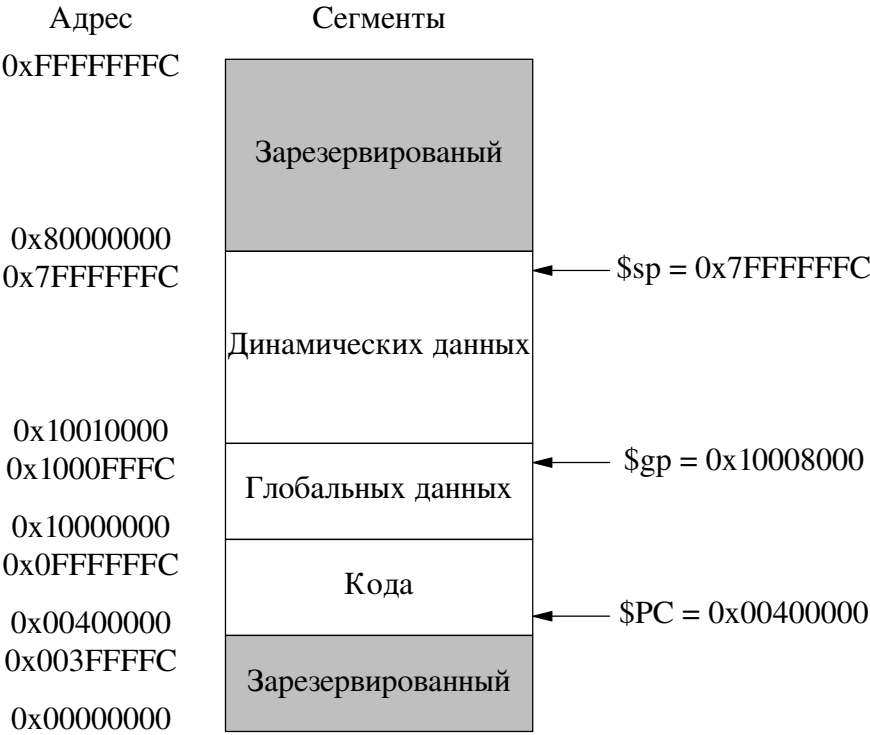 Адрес
Сегменты
0xFFFFFFFC
Зарезервированый
0x80000000
0x7FFFFFFC
$sp = 0x7FFFFFFC
Динамических данных
0x10010000
0x1000FFFC
$gp = 0x10008000
Глобальных данных
0x10000000
0x0FFFFFFC
Кода
0x00400000
$PC = 0x00400000
0x003FFFFC
Зарезервированный
0x00000000